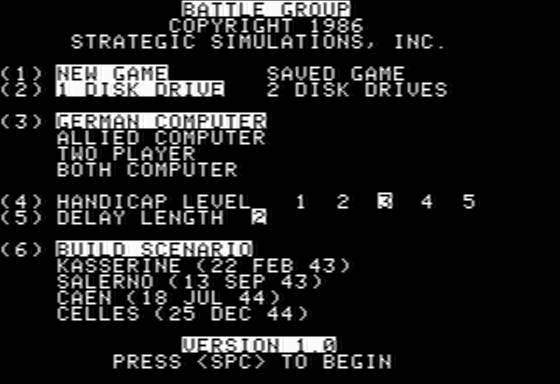 BATTLE GROUP
COPYRIGHT 1986
STRATEGIC SIMULATIONS, INC.
(1) NEW GAME SAVED GAME
(2) 1 DISK DRIVE 2 DISK DRIVES
(3) GERMAN COMPUTER
ALLIED COMPUTER
TWO PLAYER
BOTH COMPUTER
(4) HANDICAP LEVEL 1 2 3 4 5
(5) DELAY LENGTH 2
(6) BUILD SCENARIO
KASSERINE (22 FEB 43)
SALERNO (13 SEP 43)
CAEN (18 JUL 44)
CELLES (25 DEC 44)
VERSION 1.0
PRESS <SPC> TO BEGIN